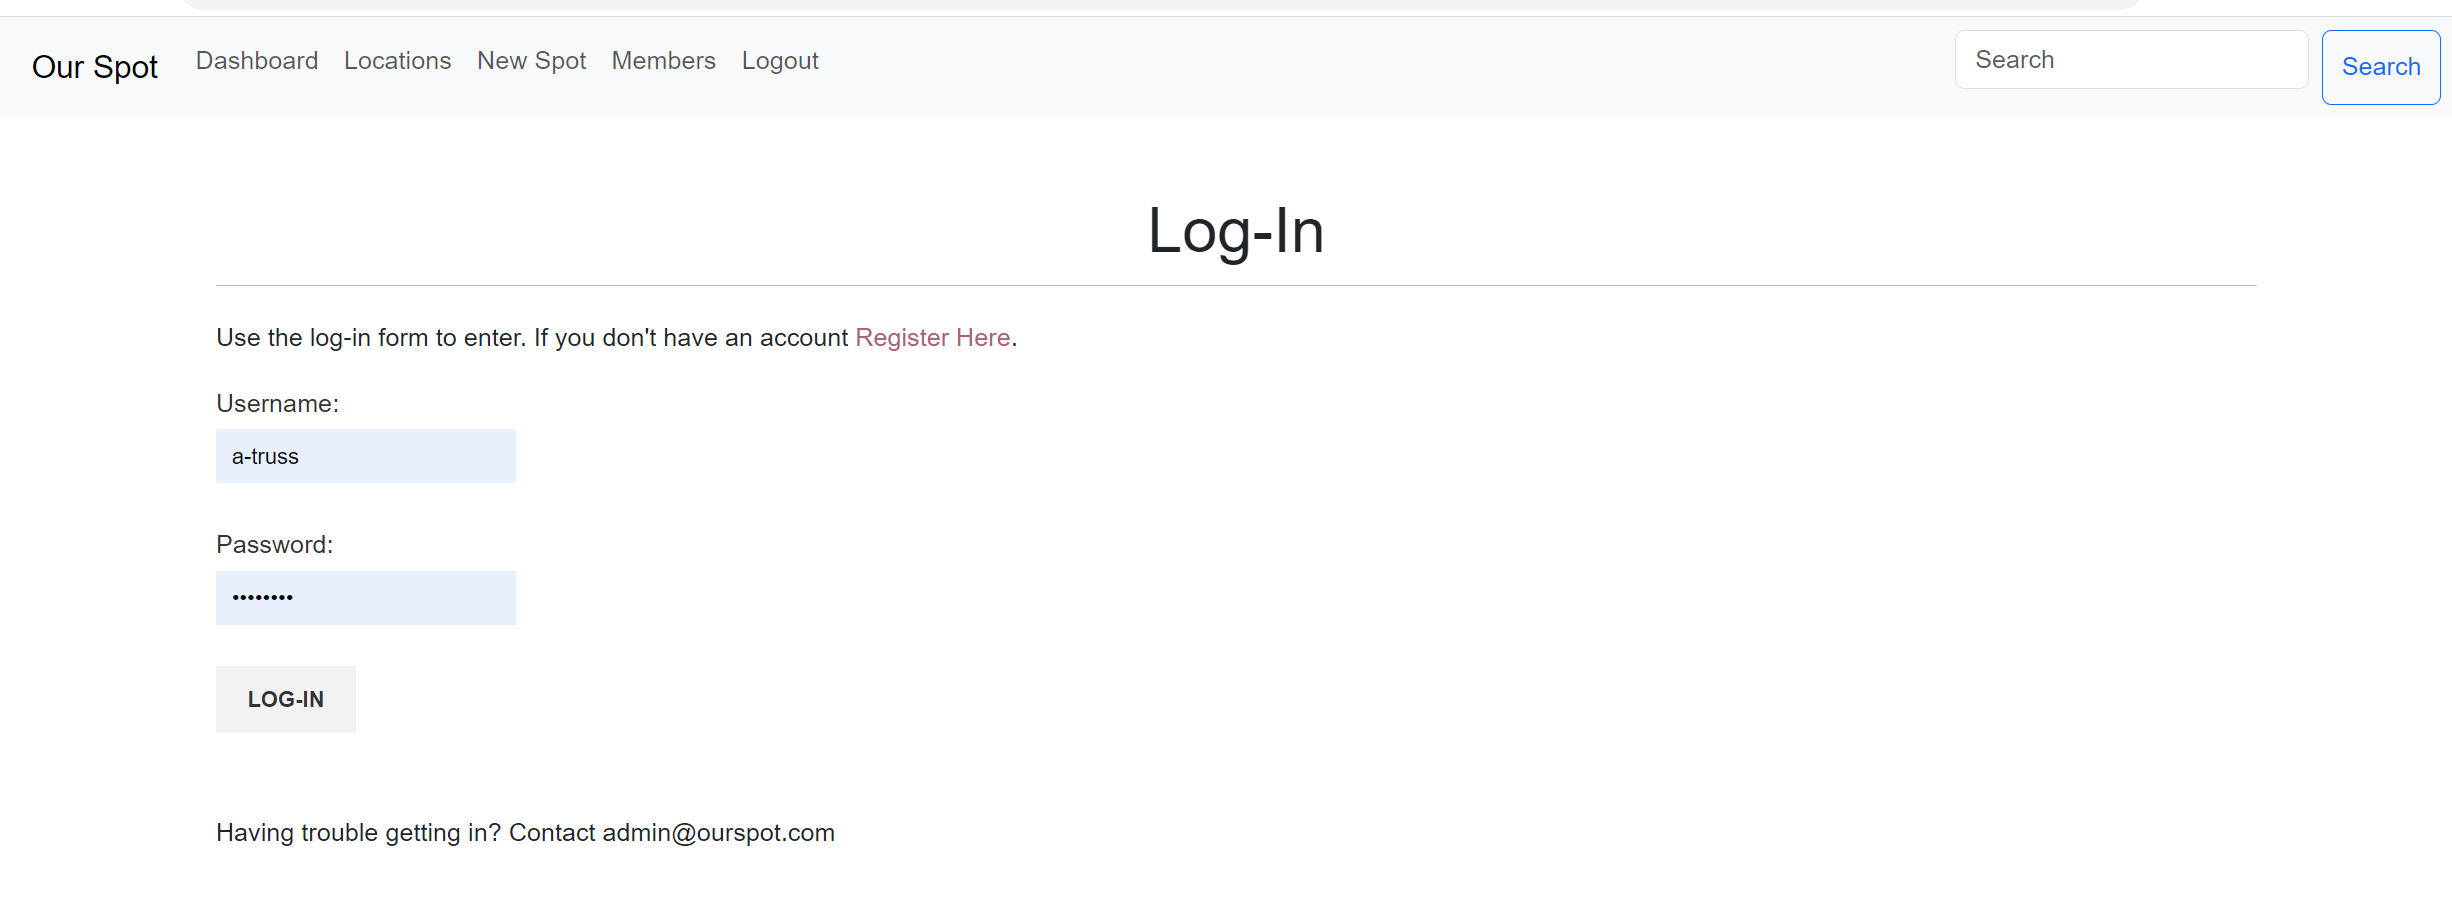 Our Spot Dashboard Locations New Spot Members Logout Search Search
Log-In
Use the log-in form to enter. If you don't have an account Register Here.
Username:
a-truss
Password:
••••••••
LOG-IN
Having trouble getting in? Contact admin@ourspot.com